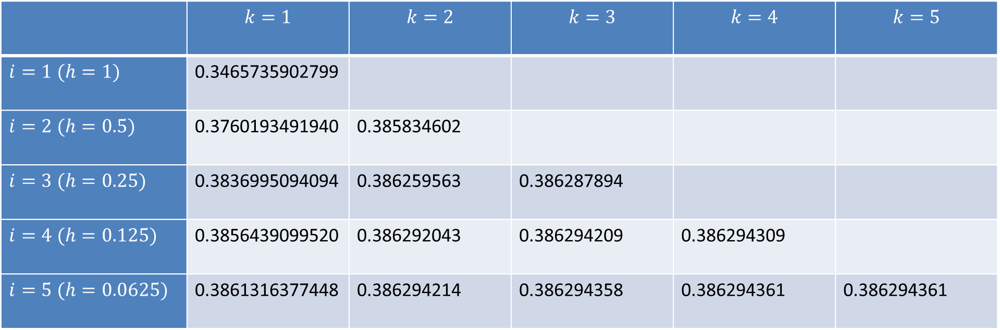 k = 1 k = 2 k = 3 k = 4 k = 5
i = 1 (h = 1) 0.3465735902799
i = 2 (h = 0.5) 0.3760193491940 0.385834602
i = 3 (h = 0.25) 0.3836995094094 0.386259563 0.386287894
i = 4 (h = 0.125) 0.3856439099520 0.386292043 0.386294209 0.386294309
i = 5 (h = 0.0625) 0.3861316377448 0.386294214 0.386294358 0.386294361 0.386294361